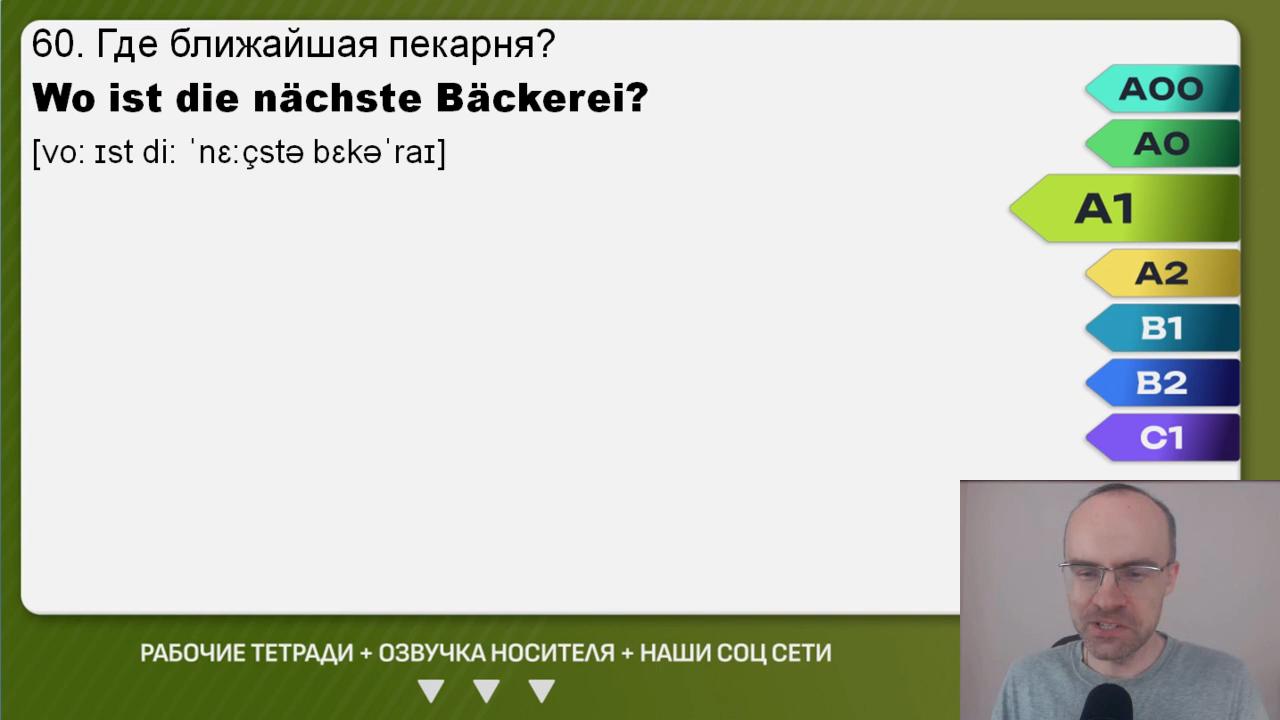 60. Где ближайшая пекарня?
Wo ist die nächste Bäckerei?
[vo: ɪst di: ˈnɛ:çstə bɛkəˈraɪ]
A00
A0
A1
A2
B1
B2
C1
РАБОЧИЕ ТЕТРАДИ + ОЗВУЧКА НОСИТЕЛЯ + НАШИ СОЦ СЕТИ